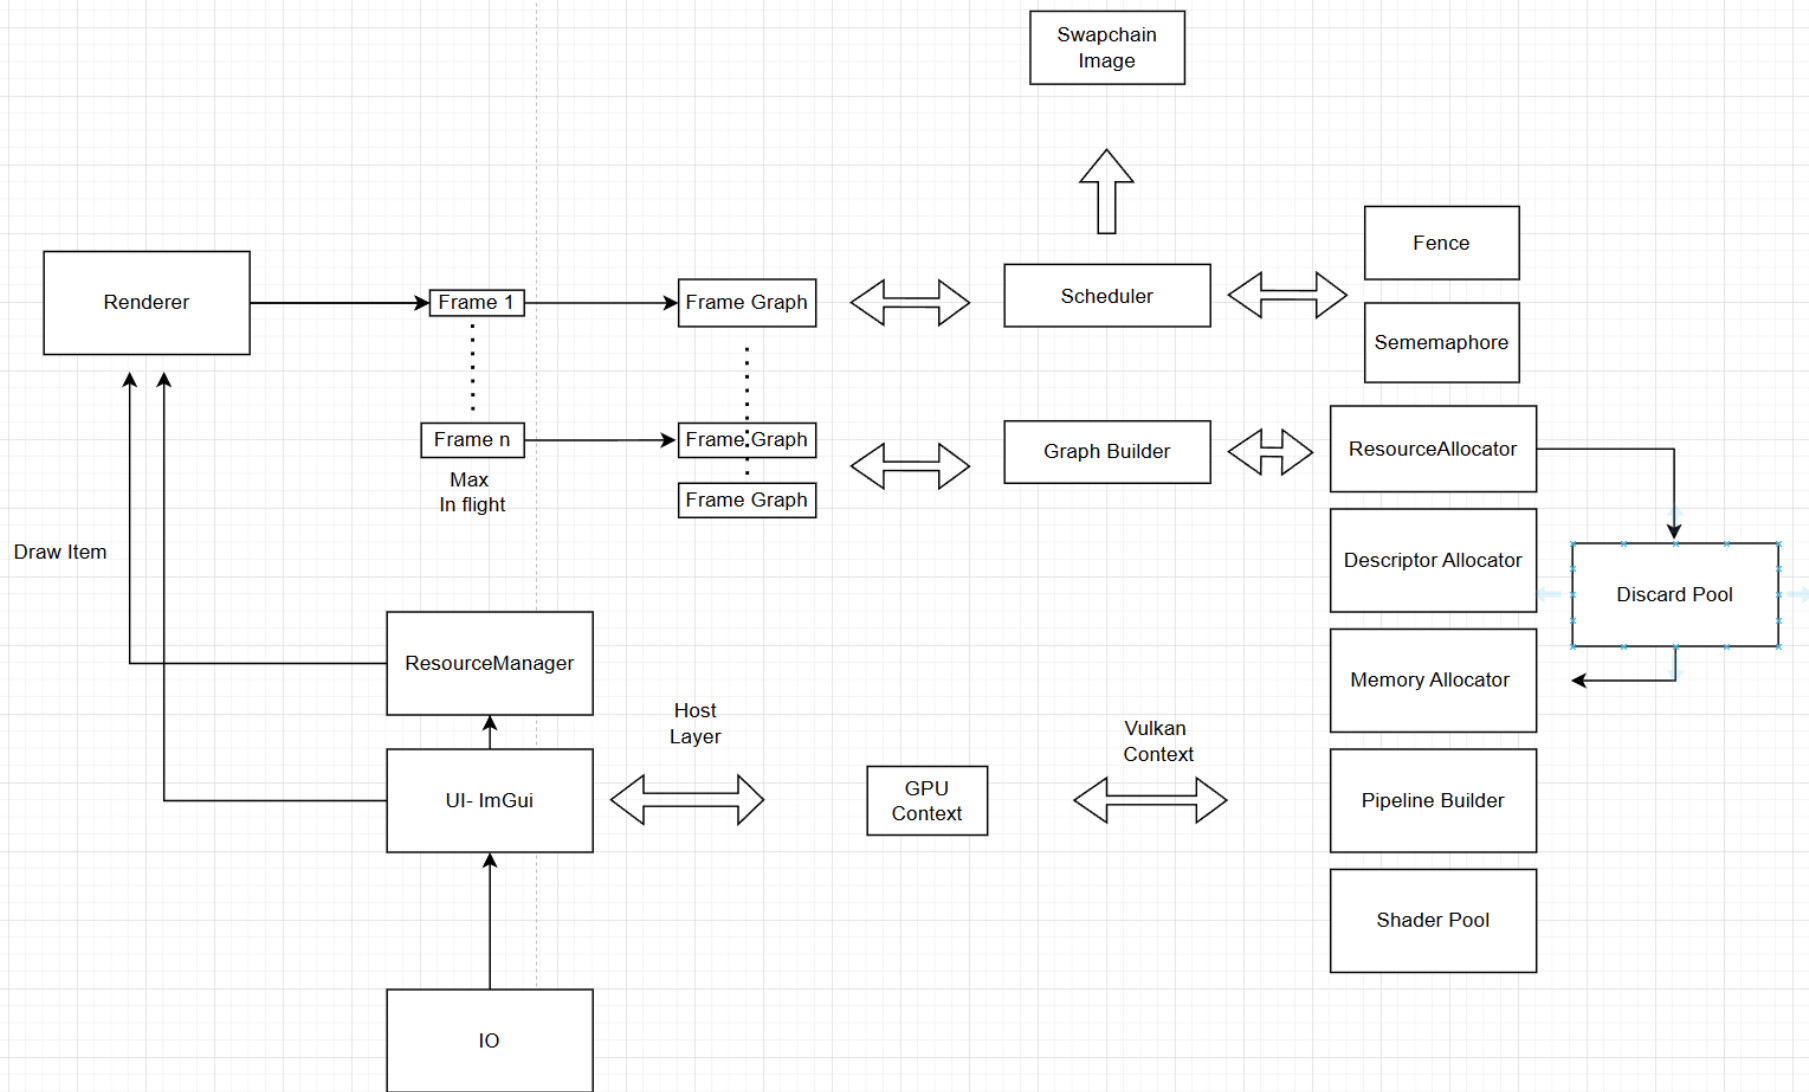 Swapchain
Image
Fence
Renderer
Frame 1
Frame Graph
Scheduler
Sememaphore
Frame n
Frame Graph
Graph Builder
ResourceAllocator
Max
In flight
Frame Graph
Draw Item
Descriptor Allocator
Discard Pool
ResourceManager
Memory Allocator
Host
Layer
Vulkan
Context
UI- ImGui
GPU
Context
Pipeline Builder
Shader Pool
IO